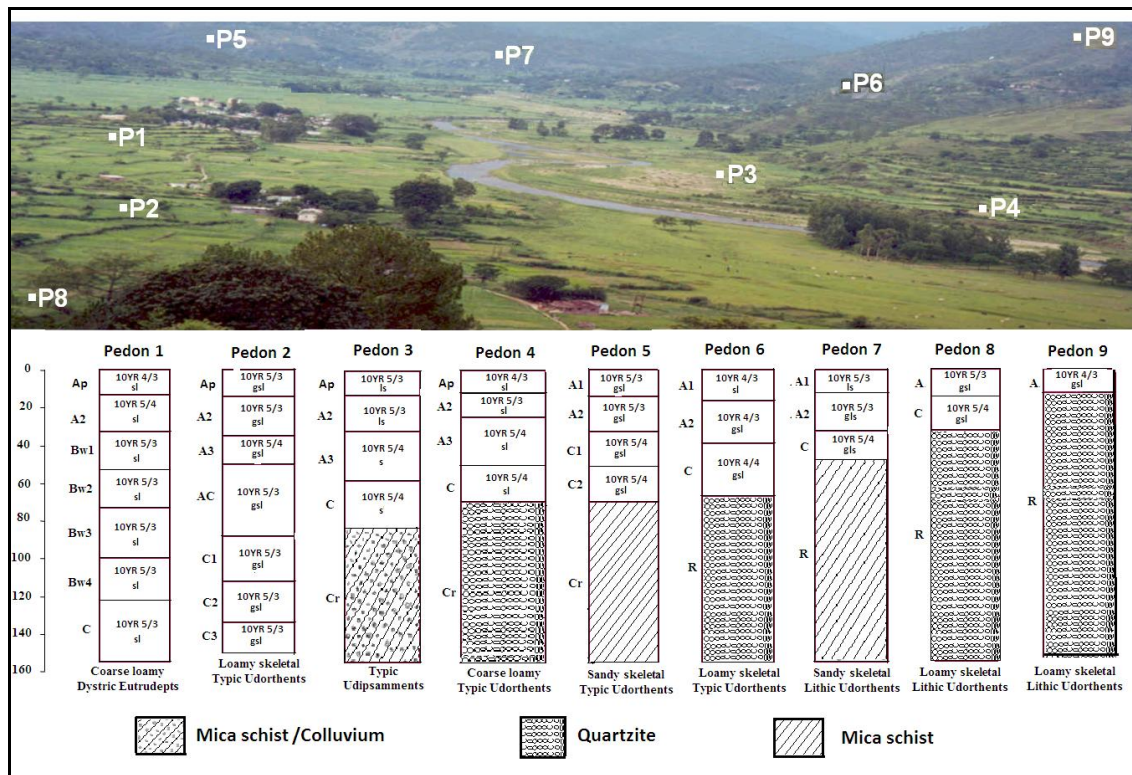 P5
P7
P9
P6
P1
P3
P2
P4
P8
Pedon 1 Pedon 2 Pedon 3 Pedon 4 Pedon 5 Pedon 6 Pedon 7 Pedon 8 Pedon 9
0
20
40
60
80
100
120
140
160
Ap
10YR 4/3
sl
A2
10YR 5/4
sl
Bw1
10YR 5/3
sl
Bw2
10YR 5/3
sl
Bw3
10YR 5/3
sl
Bw4
10YR 5/3
sl
C
10YR 5/3
sl
Coarse loamy
Dystric Eutrudepts
Ap
10YR 5/3
gsl
A2
10YR 5/3
gsl
A3
10YR 5/4
gsl
AC
10YR 5/3
gsl
C1
10YR 5/3
gsl
C2
10YR 5/3
gsl
C3
10YR 5/3
gsl
Loamy skeletal
Typic Udorthents
Ap
10YR 5/3
ls
A2
10YR 5/3
ls
A3
10YR 5/4
s
C
10YR 5/4
s
Cr
Typic
Udipsamments
Ap
10YR 4/3
sl
A2
10YR 5/3
sl
A3
10YR 5/4
sl
C
10YR 5/4
sl
Cr
Coarse loamy
Typic Udorthents
A1
10YR 5/3
gsl
A2
10YR 5/3
gsl
C1
10YR 5/4
gsl
C2
10YR 5/4
gsl
Cr
Sandy skeletal
Typic Udorthents
A1
10YR 4/3
sl
A2
10YR 4/3
gsl
C
10YR 4/4
gsl
R
Loamy skeletal
Typic Udorthents
A1
10YR 5/3
ls
A2
10YR 5/3
gls
C
10YR 5/4
gls
R
Sandy skeletal
Lithic Udorthents
A
10YR 5/3
gsl
C
10YR 5/4
gsl
R
Loamy skeletal
Lithic Udorthents
A
10YR 4/3
gsl
R
Loamy skeletal
Lithic Udorthents
Mica schist /Colluvium
Quartzite
Mica schist